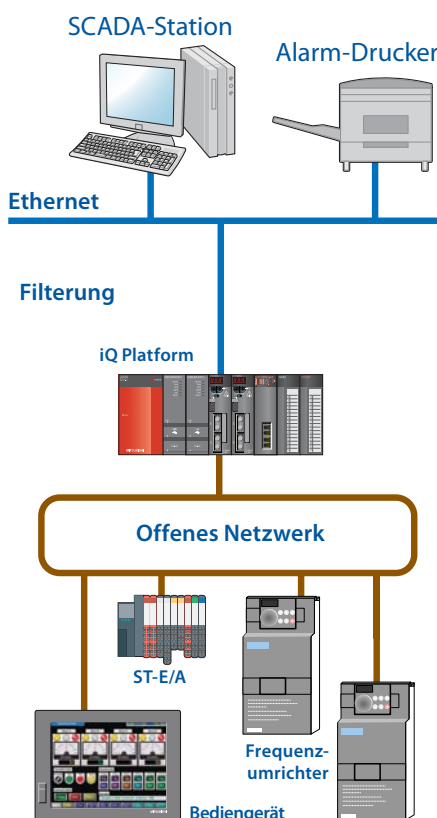 SCADA-Station
Alarm-Drucker
Ethernet
Filterung
iQ Platform
Offenes Netzwerk
ST-E/A
Frequenz-
umrichter
Bediengerät